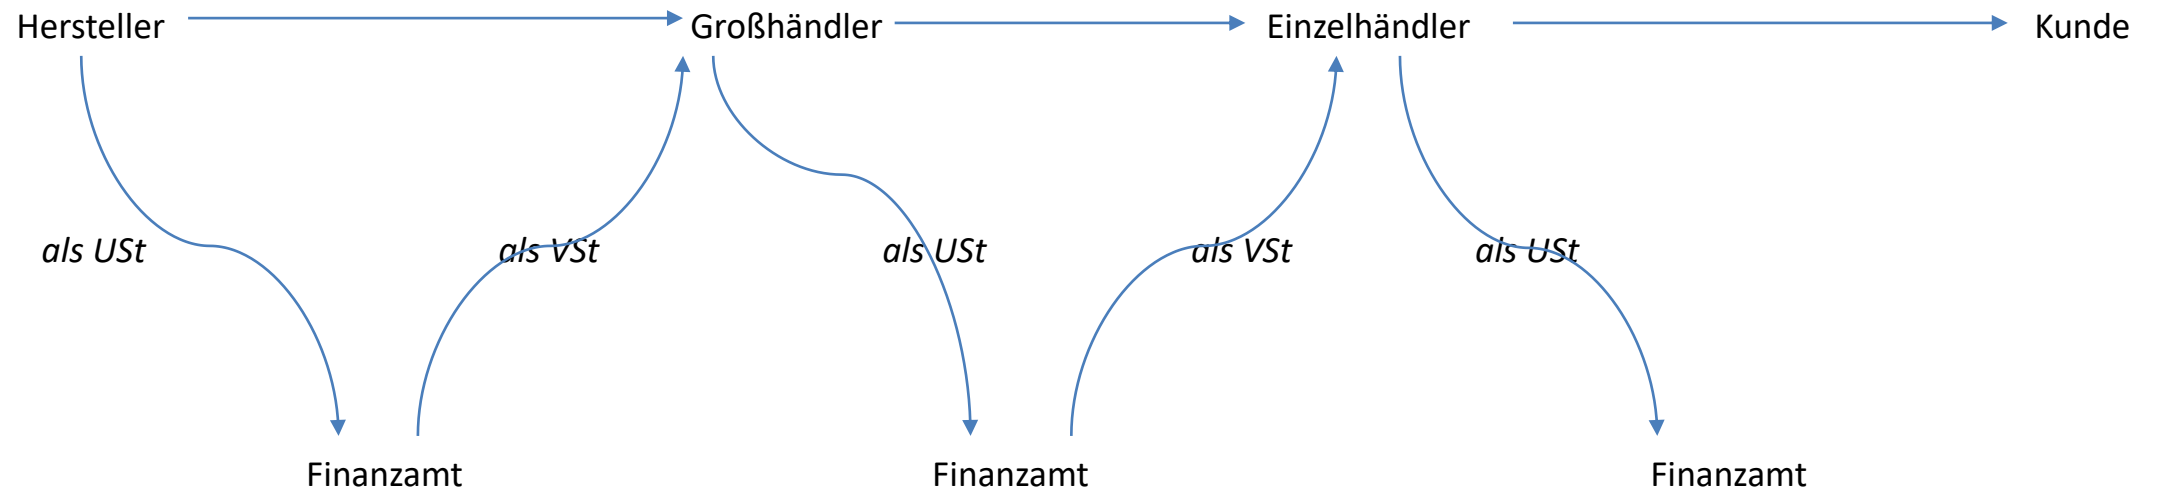 Hersteller Großhändler Einzelhändler Kunde
als USt als VSt als USt als VSt als USt
Finanzamt Finanzamt Finanzamt